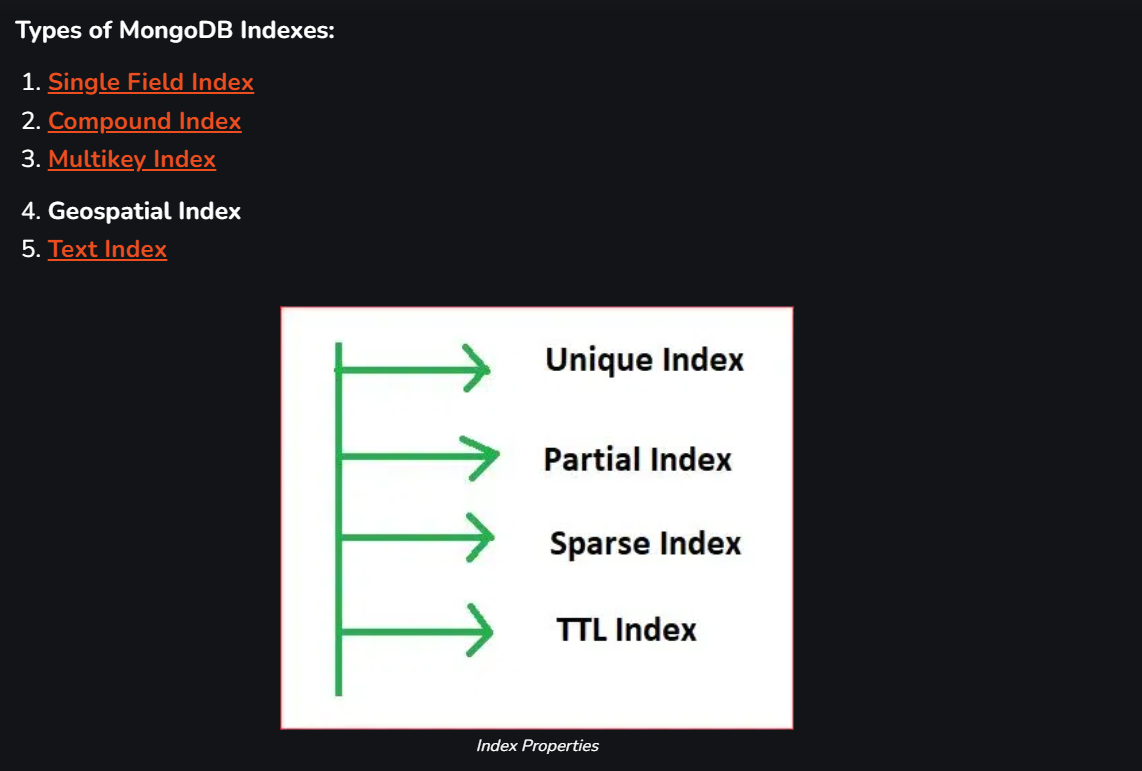 Types of MongoDB Indexes:
1. Single Field Index
2. Compound Index
3. Multikey Index
4. Geospatial Index
5. Text Index
Unique Index
Partial Index
Sparse Index
TTL Index
Index Properties